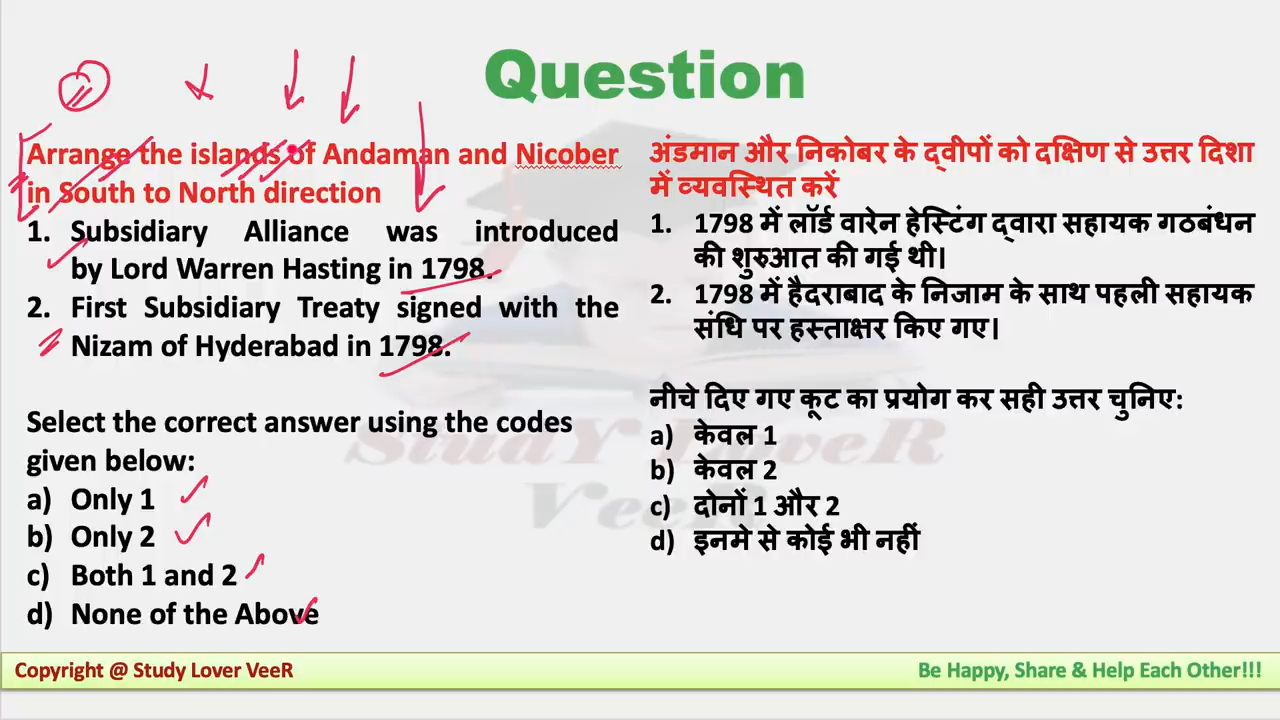 Question
Arrange the islands of Andaman and Nicober
in South to North direction
1. Subsidiary Alliance was introduced
by Lord Warren Hasting in 1798.
2. First Subsidiary Treaty signed with the
Nizam of Hyderabad in 1798.
Select the correct answer using the codes
given below:
a) Only 1
b) Only 2
c) Both 1 and 2
d) None of the Above
अंडमान और निकोबर के द्वीपों को दक्षिण से उत्तर दिशा
में व्यवस्थित करें
1. 1798 में लॉर्ड वारेन हेस्टिंग द्वारा सहायक गठबंधन
की शुरुआत की गई थी।
2. 1798 में हैदराबाद के निजाम के साथ पहली सहायक
संधि पर हस्ताक्षर किए गए।
नीचे दिए गए कूट का प्रयोग कर सही उत्तर चुनिए:
a) केवल 1
b) केवल 2
c) दोनों 1 और 2
d) इनमे से कोई भी नहीं
StudY LoveR
VeeR
Copyright @ Study Lover VeeR
Be Happy, Share & Help Each Other!!!